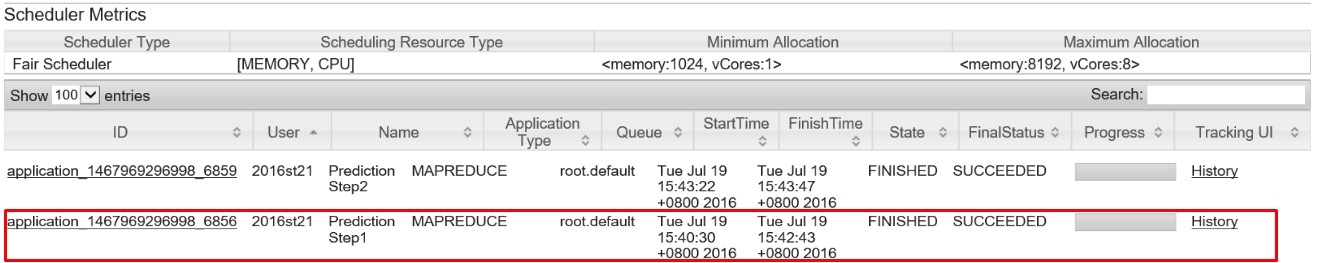 Scheduler Metrics
Scheduler Type Scheduling Resource Type Minimum Allocation Maximum Allocation
Fair Scheduler [MEMORY, CPU] <memory:1024, vCores:1> <memory:8192, vCores:8>
Show 100 entries Search:
ID User Name Application Type Queue StartTime FinishTime State FinalStatus Progress Tracking UI
application_1467969296998_6859 2016st21 Prediction MAPREDUCE root.default Tue Jul 19 Tue Jul 19 FINISHED SUCCEEDED History
Step2 15:43:22 15:43:47
+0800 2016 +0800 2016
application_1467969296998_6856 2016st21 Prediction MAPREDUCE root.default Tue Jul 19 Tue Jul 19 FINISHED SUCCEEDED History
Step1 15:40:30 15:42:43
+0800 2016 +0800 2016